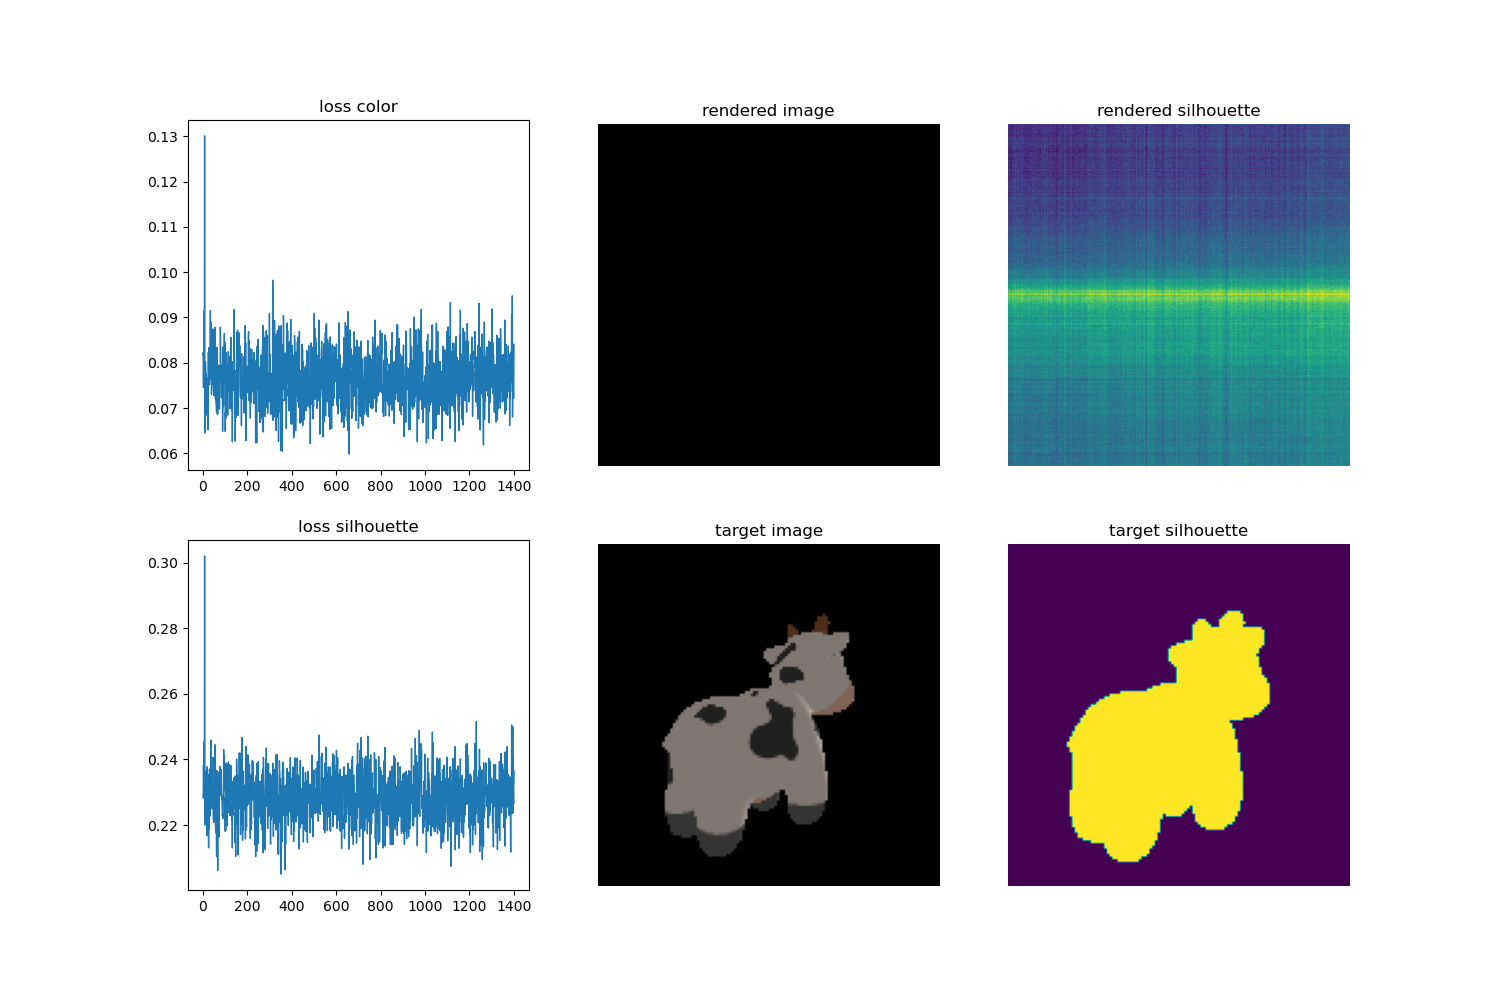 loss color
0.13
0.12
0.11
0.10
0.09
0.08
0.07
0.06
0 200 400 600 800 1000 1200 1400
rendered image
rendered silhouette
loss silhouette
0.30
0.28
0.26
0.24
0.22
0 200 400 600 800 1000 1200 1400
target image
target silhouette